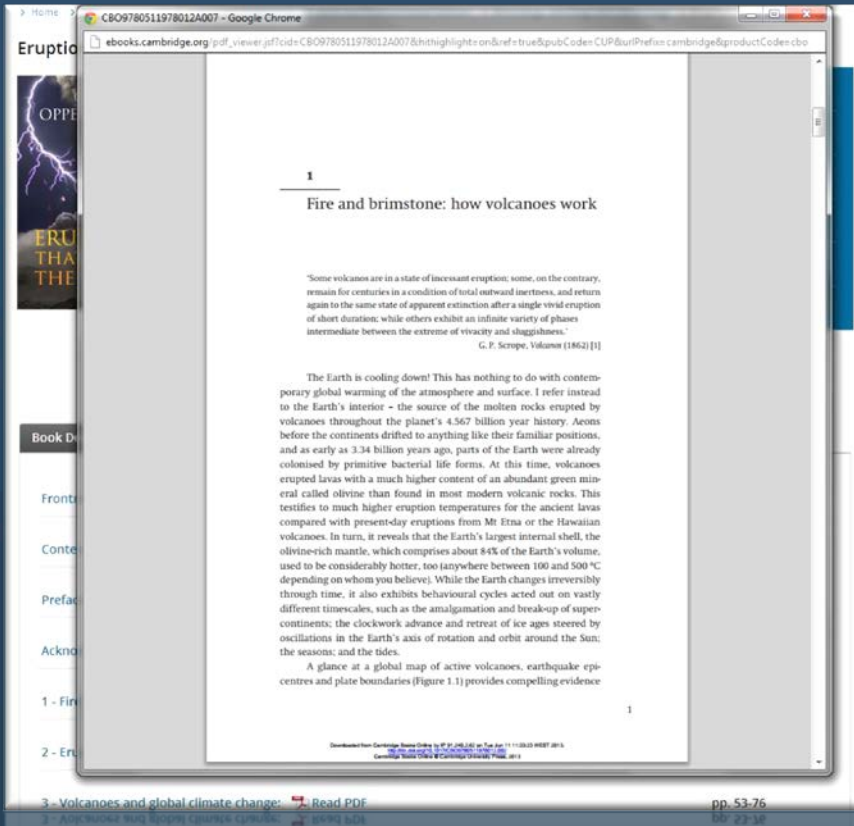 > Home >
CBO9780511978012A007 - Google Chrome
ebooks.cambridge.org/pdf_viewer.jsf?cid=CBO9780511978012A007&hithighlight=on&ref=true&pubCode=CUP&urlPrefix=cambridge&productCode=cbo
Eruptio
OPPE
ERU
THA
THE
Book D
Front
Conte
Prefac
Ackno
1 - Fir
2 - Eru
1
Fire and brimstone: how volcanoes work
'Some volcanos are in a state of incessant eruption; some, on the contrary,
remain for centuries in a condition of total outward inertness, and return
again to the same state of apparent extinction after a single vivid eruption
of short duration; while others exhibit an infinite variety of phases
intermediate between the extreme of vivacity and sluggishness.'
G. P. Scrope, Volcanos (1862) [1]
The Earth is cooling down! This has nothing to do with contem-
porary global warming of the atmosphere and surface. I refer instead
to the Earth's interior – the source of the molten rocks erupted by
volcanoes throughout the planet's 4.567 billion year history. Aeons
before the continents drifted to anything like their familiar positions,
and as early as 3.34 billion years ago, parts of the Earth were already
colonised by primitive bacterial life forms. At this time, volcanoes
erupted lavas with a much higher content of an abundant green min-
eral called olivine than found in most modern volcanic rocks. This
testifies to much higher eruption temperatures for the ancient lavas
compared with present-day eruptions from Mt Etna or the Hawaiian
volcanoes. In turn, it reveals that the Earth's largest internal shell, the
olivine-rich mantle, which comprises about 84% of the Earth's volume,
used to be considerably hotter, too (anywhere between 100 and 500 °C
depending on whom you believe). While the Earth changes irreversibly
through time, it also exhibits behavioural cycles acted out on vastly
different timescales, such as the amalgamation and break-up of super-
continents; the clockwork advance and retreat of ice ages steered by
oscillations in the Earth's axis of rotation and orbit around the Sun;
the seasons; and the tides.
A glance at a global map of active volcanoes, earthquake epi-
centres and plate boundaries (Figure 1.1) provides compelling evidence
1
Downloaded from Cambridge Books Online by IP
Cambridge Books Online © Cambridge University Press, 2013
3 - Volcanoes and global climate change: Read PDF pp. 53-76